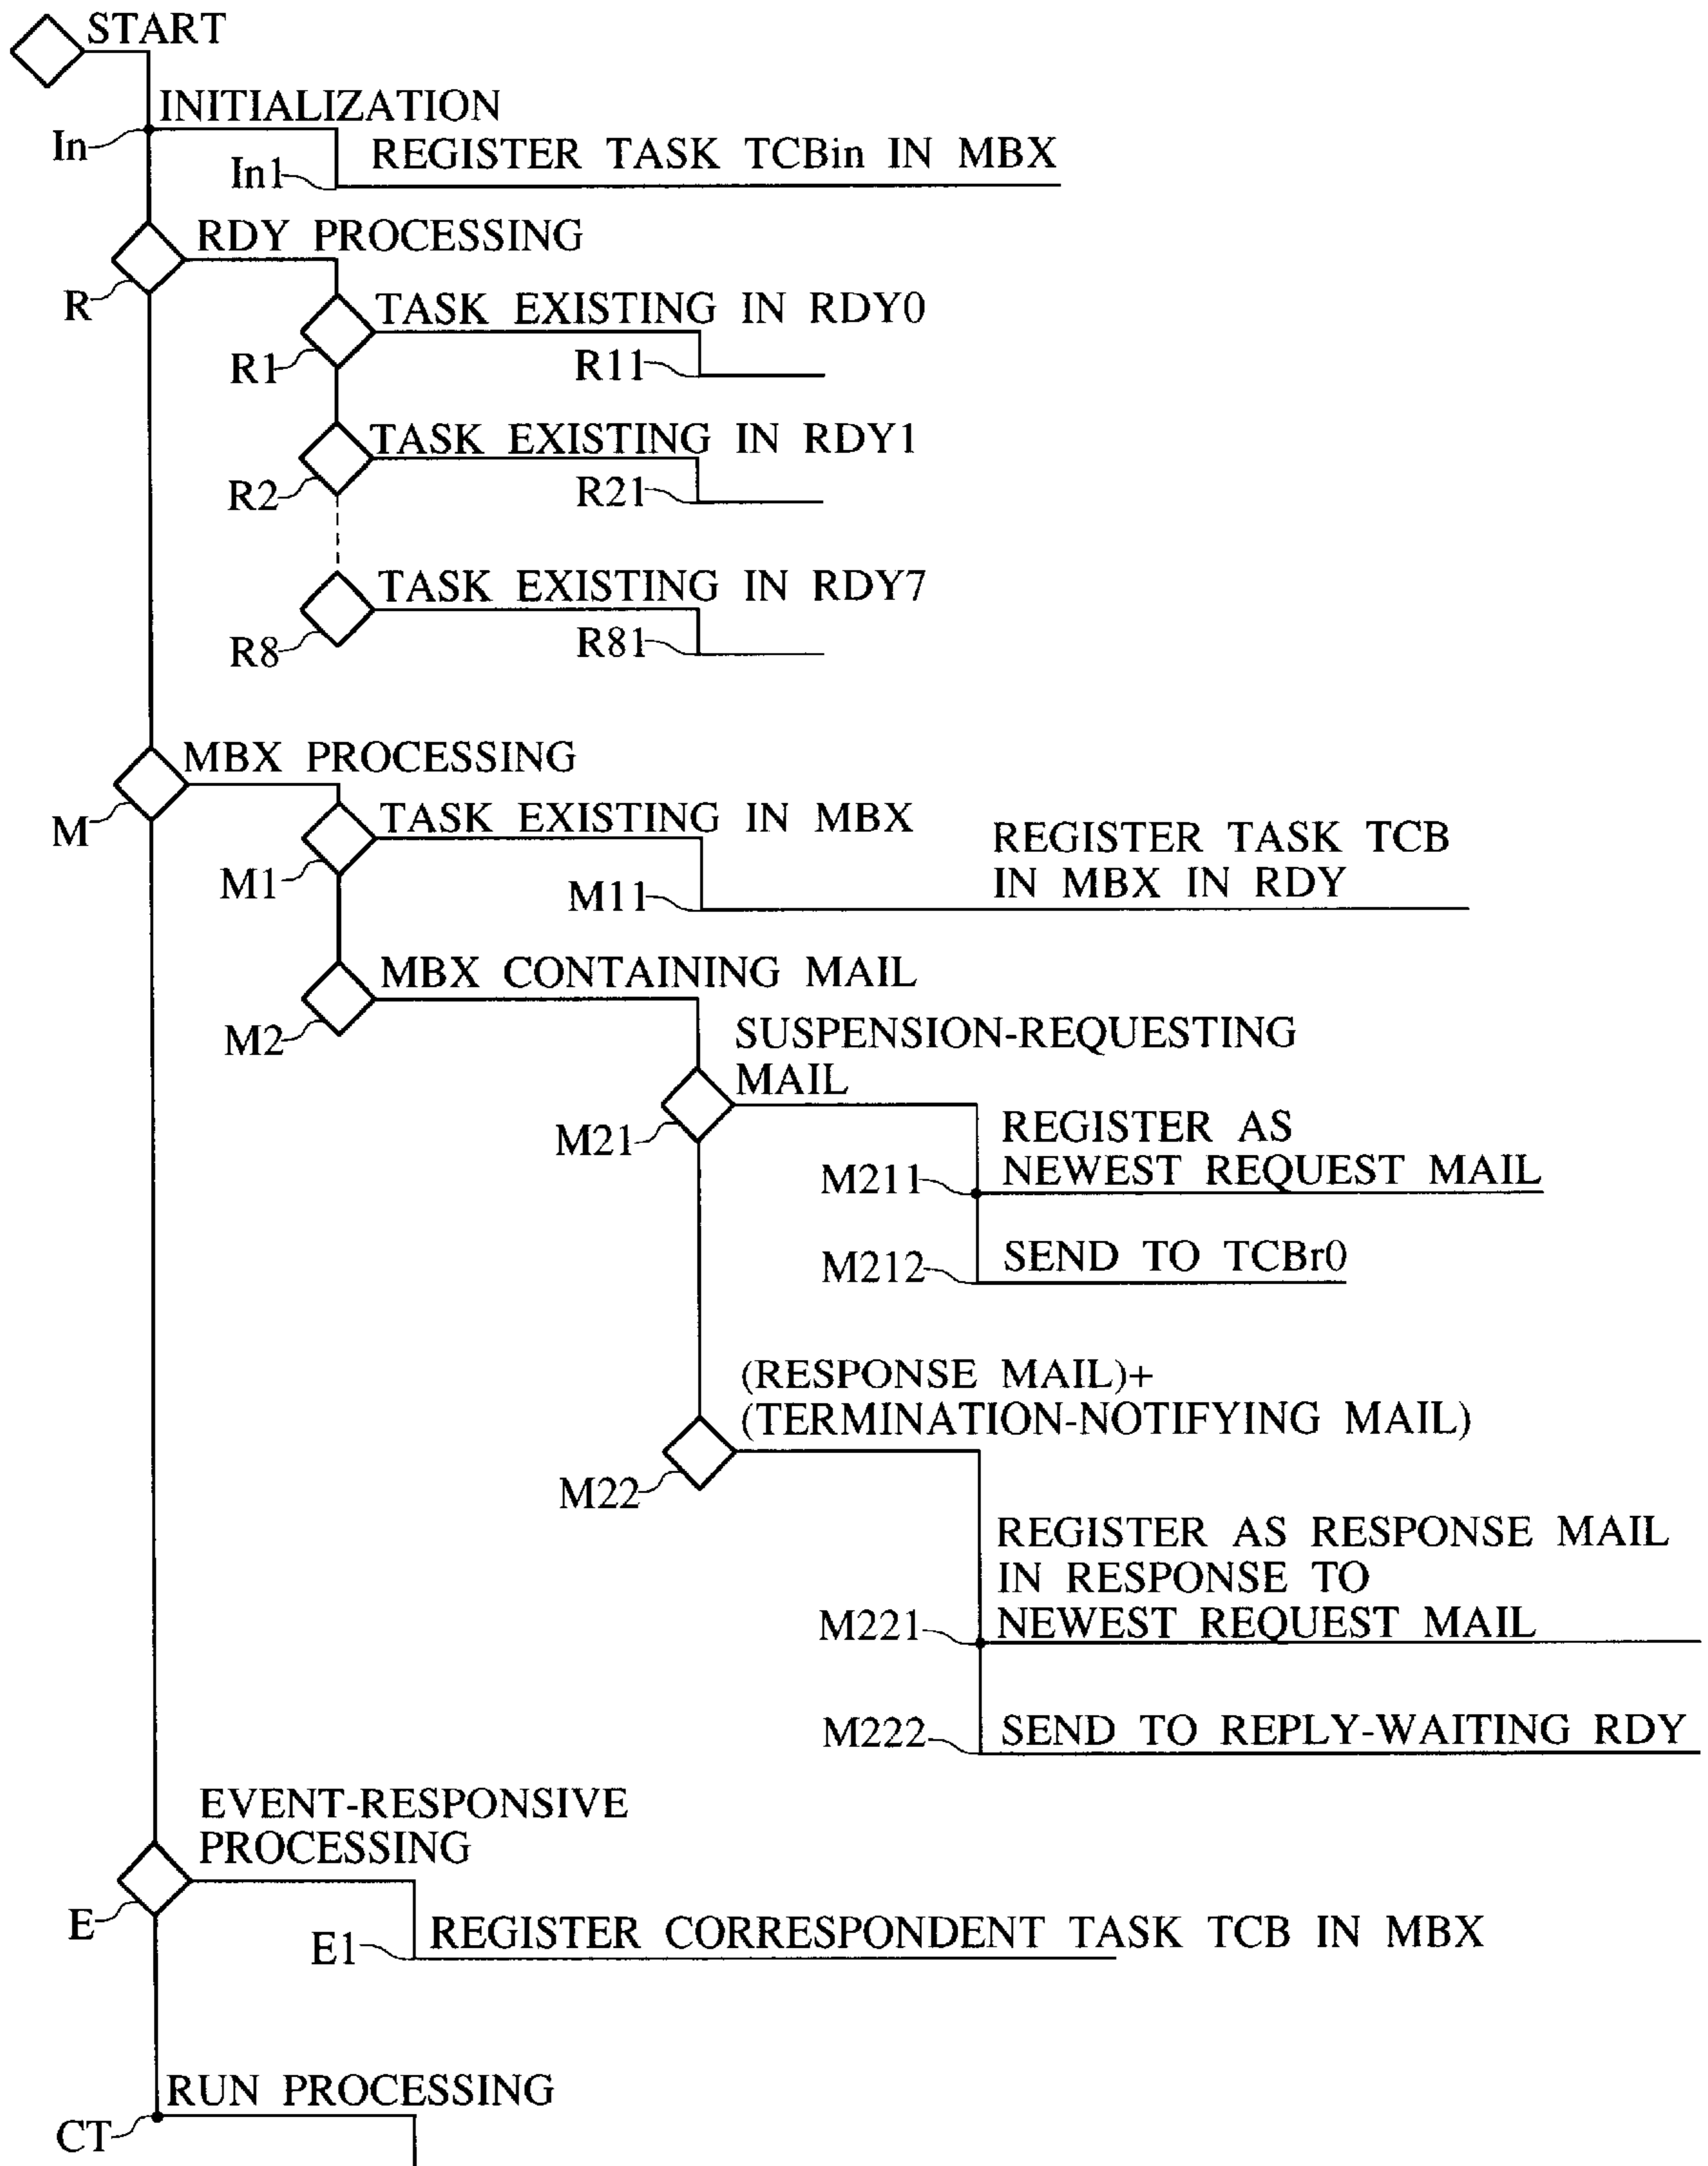 START
INITIALIZATION
In
REGISTER TASK TCBin IN MBX
In1
RDY PROCESSING
R
TASK EXISTING IN RDY0
R1
R11
TASK EXISTING IN RDY1
R2
R21
TASK EXISTING IN RDY7
R8
R81
MBX PROCESSING
M
TASK EXISTING IN MBX
M1
REGISTER TASK TCB
IN MBX IN RDY
M11
MBX CONTAINING MAIL
M2
SUSPENSION-REQUESTING
MAIL
M21
REGISTER AS
NEWEST REQUEST MAIL
M211
SEND TO TCBr0
M212
(RESPONSE MAIL)+
(TERMINATION-NOTIFYING MAIL)
M22
REGISTER AS RESPONSE MAIL
IN RESPONSE TO
NEWEST REQUEST MAIL
M221
SEND TO REPLY-WAITING RDY
M222
EVENT-RESPONSIVE
PROCESSING
E
REGISTER CORRESPONDENT TASK TCB IN MBX
E1
RUN PROCESSING
CT